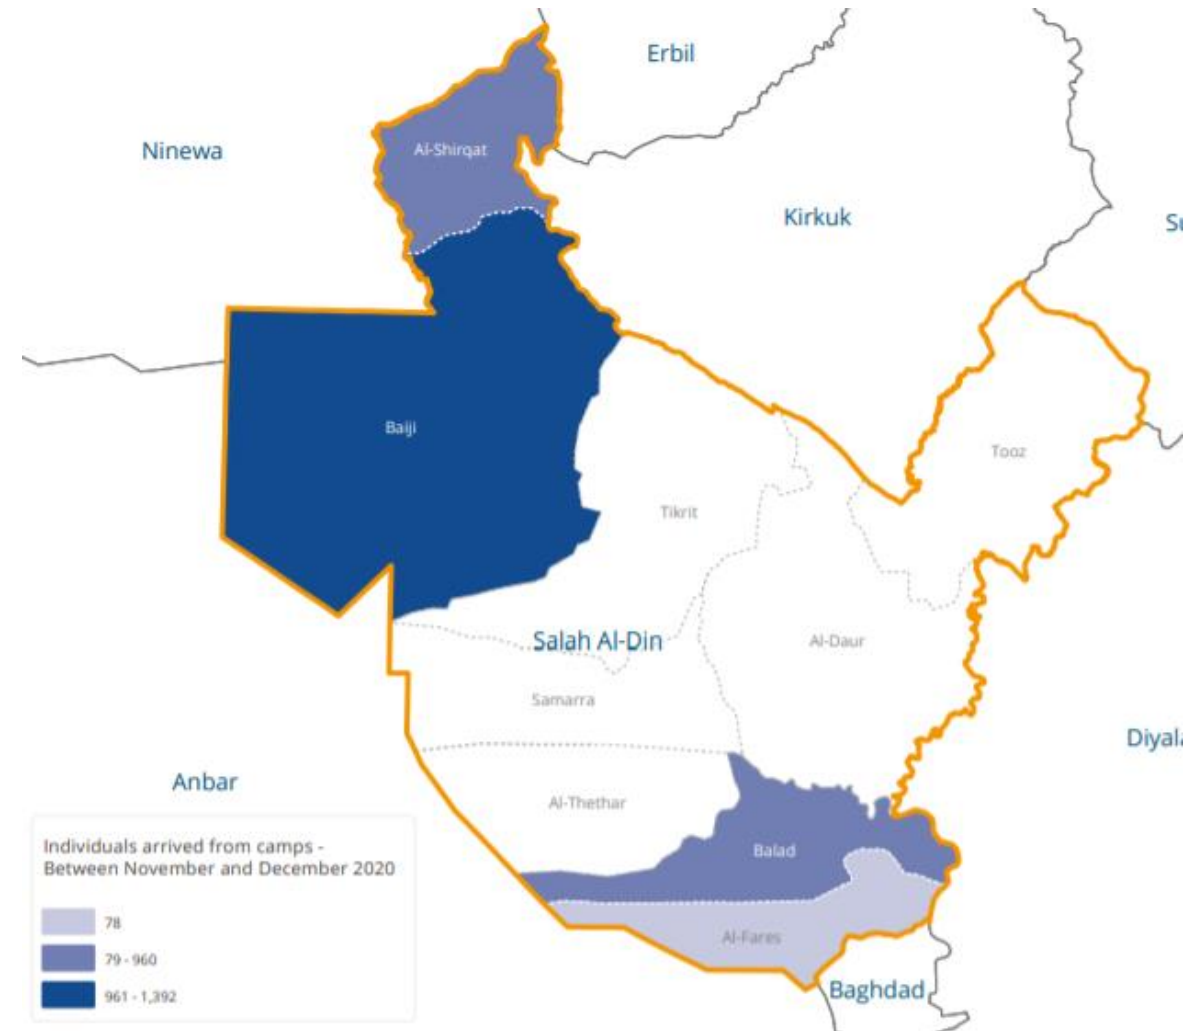 Erbil
Ninewa
Al-Shirqat
Kirkuk
Baiji
Tooz
Tikrit
Salah Al-Din
Al-Daur
Samarra
Diyala
Anbar
Al-Thethar
Balad
Al-Fares
Baghdad
Individuals arrived from camps -
Between November and December 2020
78
79 - 960
961 - 1,392